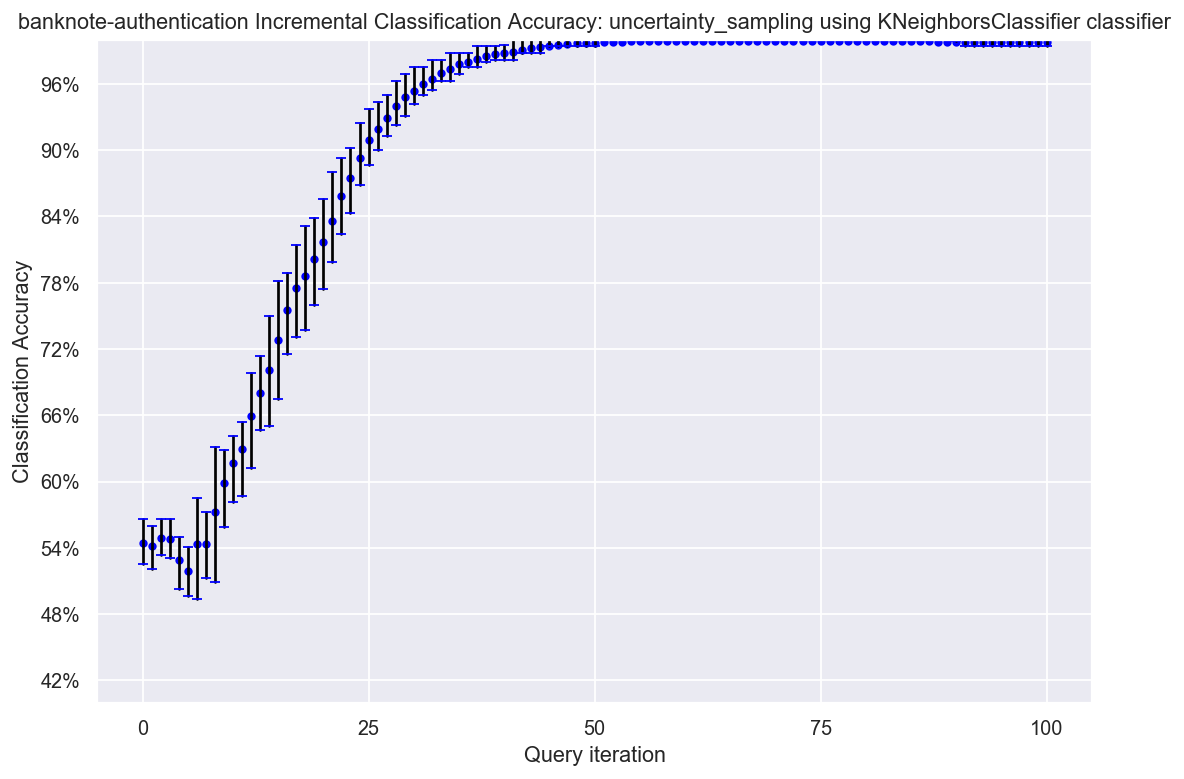 banknote-authentication Incremental Classification Accuracy: uncertainty_sampling using KNeighborsClassifier classifier
96%
90%
84%
78%
72%
66%
60%
54%
48%
42%
Classification Accuracy
0 25 50 75 100
Query iteration